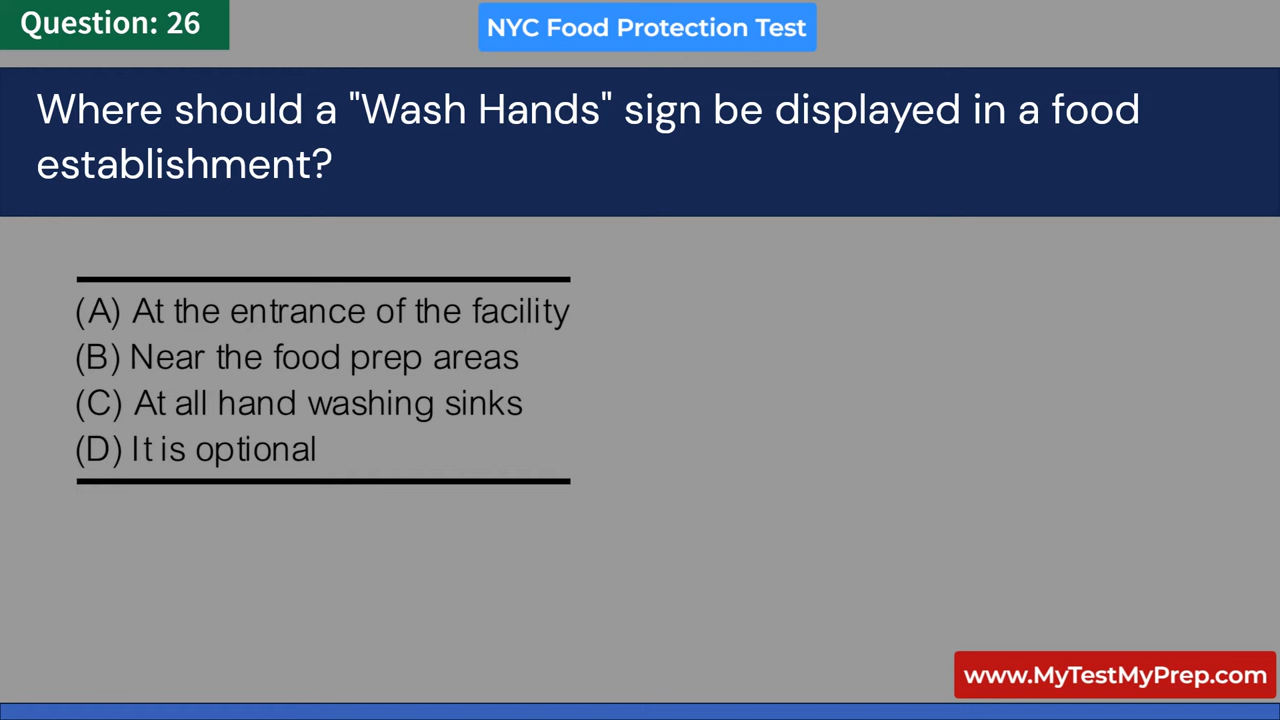 Question: 26
NYC Food Protection Test
Where should a "Wash Hands" sign be displayed in a food
establishment?
(A) At the entrance of the facility
(B) Near the food prep areas
(C) At all hand washing sinks
(D) It is optional
www.MyTestMyPrep.com